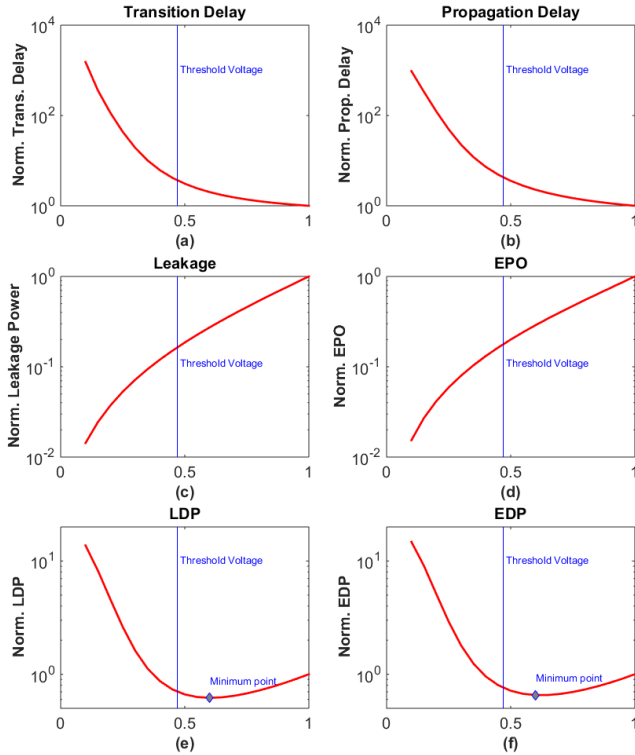 Transition Delay
Norm. Trans. Delay
10^4
10^2
10^0
Threshold Voltage
0
0.5
1
(a)
Propagation Delay
Norm. Prop. Delay
10^4
10^2
10^0
Threshold Voltage
0
0.5
1
(b)
Leakage
Norm. Leakage Power
10^0
10^-1
10^-2
Threshold Voltage
0
0.5
1
(c)
EPO
Norm. EPO
10^0
10^-1
10^-2
Threshold Voltage
0
0.5
1
(d)
LDP
Norm. LDP
10^1
10^0
Threshold Voltage
Minimum point
0
0.5
1
(e)
EDP
Norm. EDP
10^1
10^0
Threshold Voltage
Minimum point
0
0.5
1
(f)